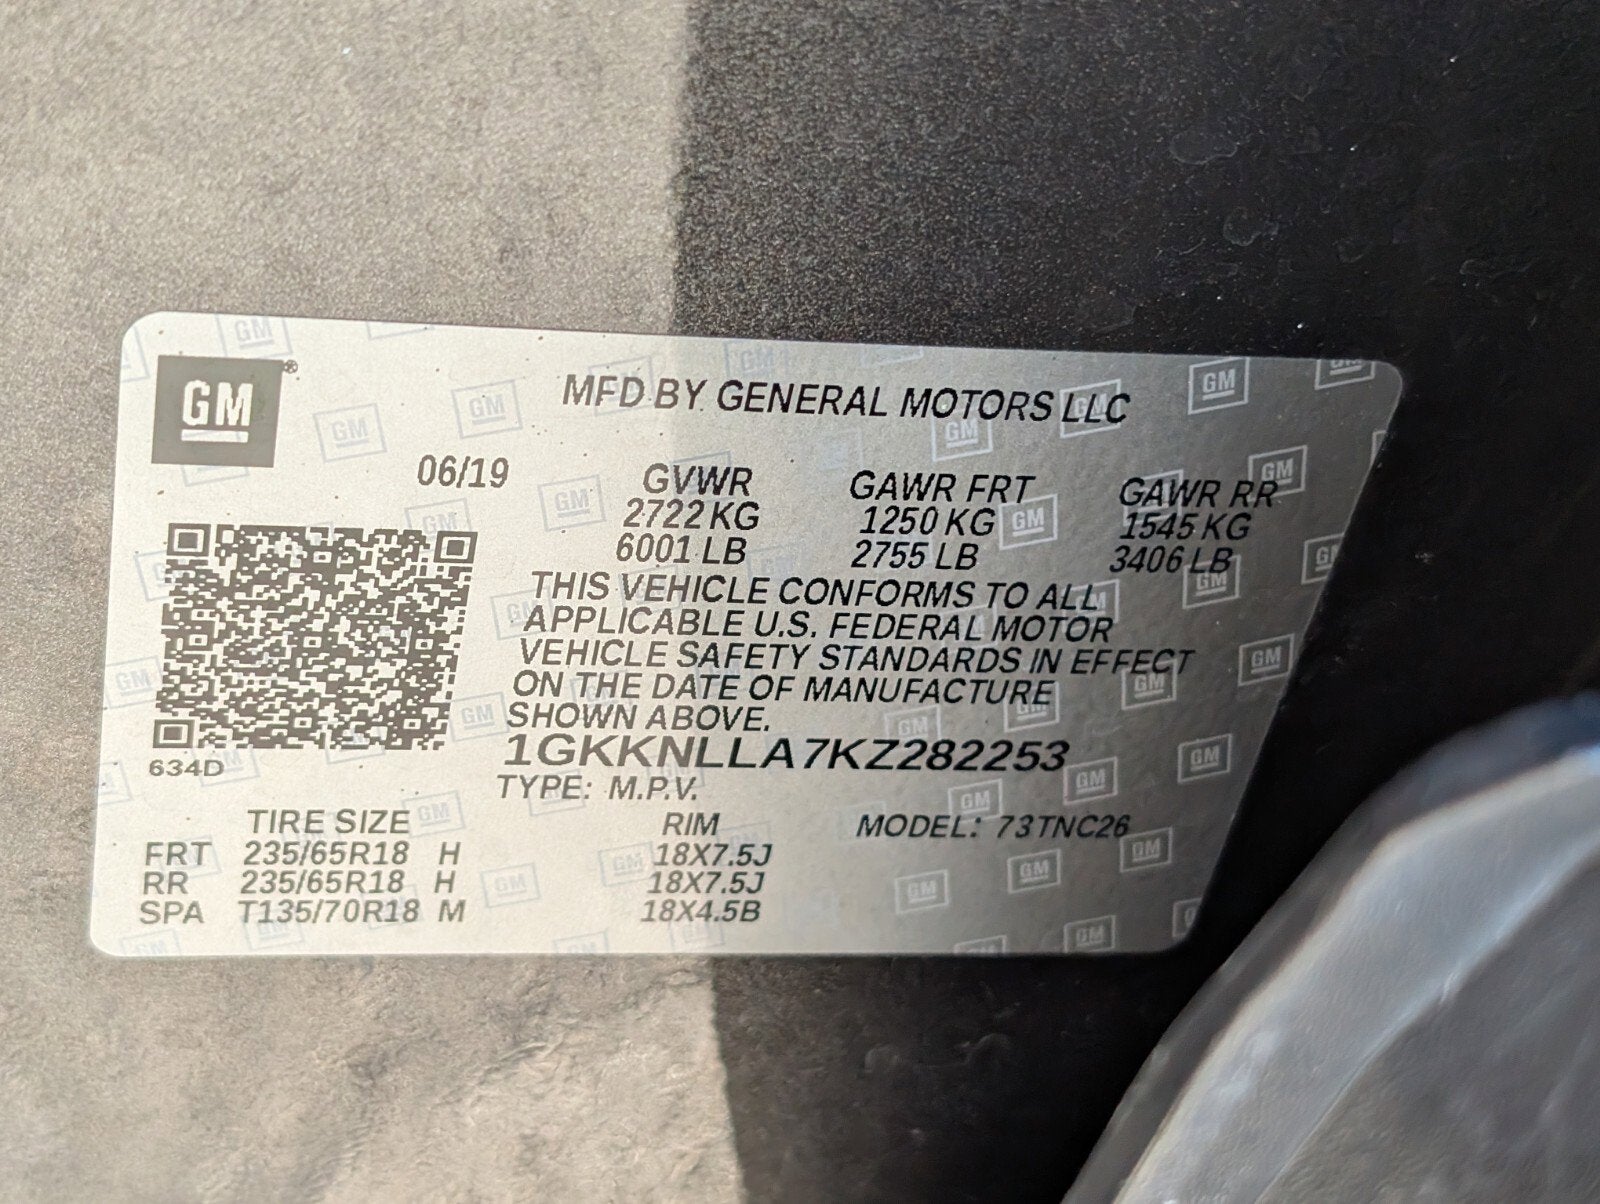 GM
MFD BY GENERAL MOTORS LLC
06/19 GVWR GAWR FRT GAWR RR
2722 KG 1250 KG 1545 KG
6001 LB 2755 LB 3406 LB
THIS VEHICLE CONFORMS TO ALL
APPLICABLE U.S. FEDERAL MOTOR
VEHICLE SAFETY STANDARDS IN EFFECT
ON THE DATE OF MANUFACTURE
SHOWN ABOVE.
1GKKNLLA7KZ282253
634D
TYPE: M.P.V.
TIRE SIZE RIM MODEL: 73TNC26
FRT 235/65R18 H 18X7.5J
RR 235/65R18 H 18X7.5J
SPA T135/70R18 M 18X4.5B